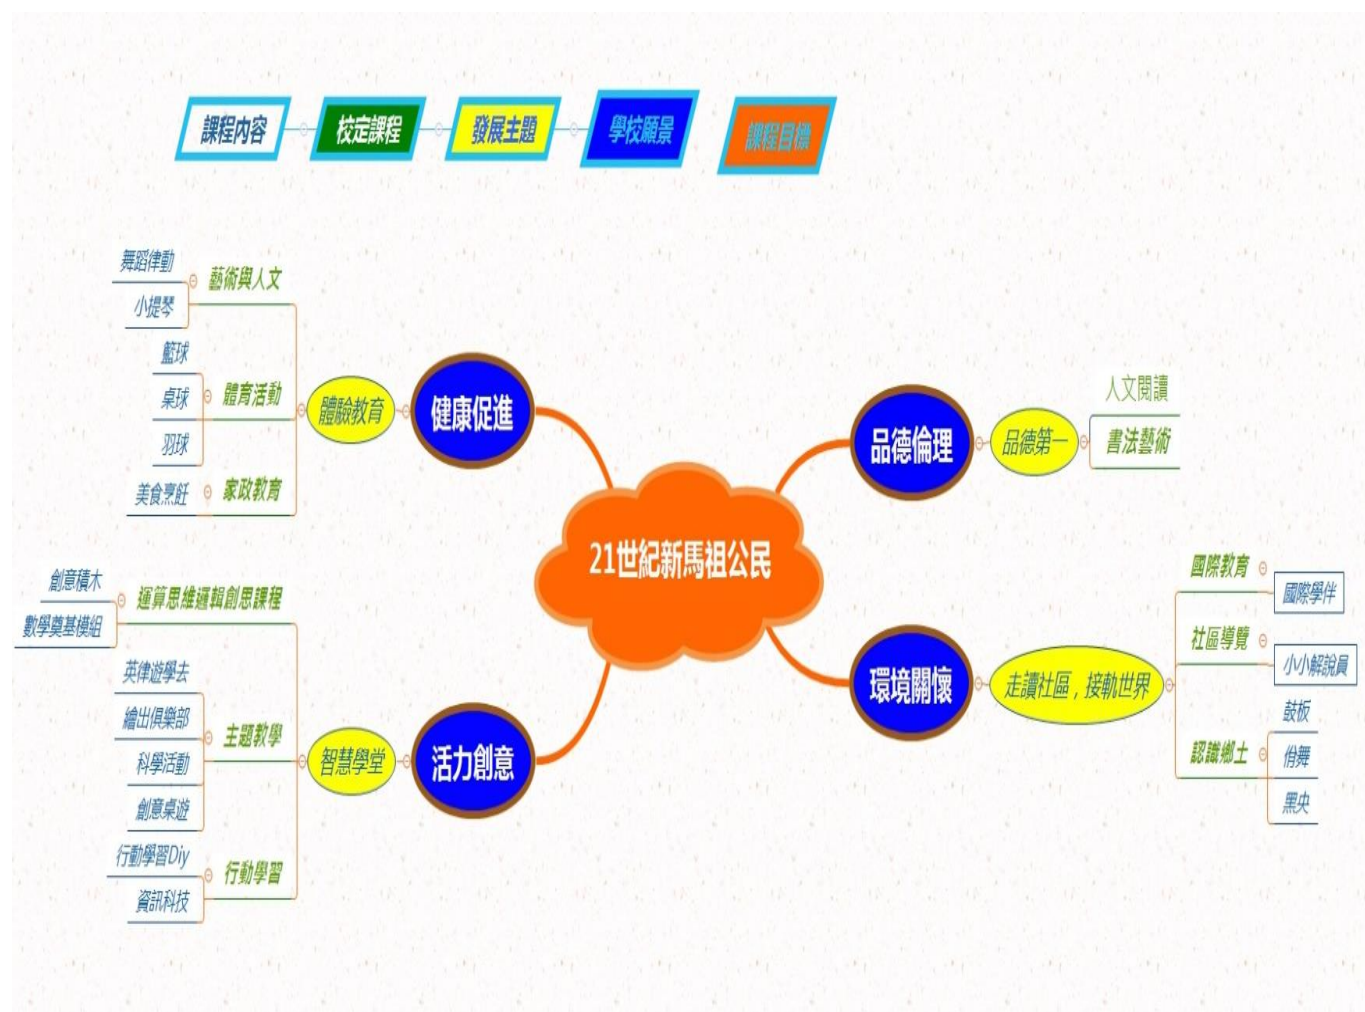 課程內容
校定課程
發展主題
學校願景
課程目標
舞蹈律動
小提琴
藝術與人文
籃球
桌球
羽球
體育活動
美食烹飪
家政教育
體驗教育
健康促進
創意積木
數學奠基模組
運算思維邏輯創思課程
英律遊學去
繪出俱樂部
科學活動
創意桌遊
主題教學
行動學習Diy
資訊科技
行動學習
智慧學堂
活力創意
21世紀新馬祖公民
品德倫理
品德第一
人文閱讀
書法藝術
環境關懷
走讀社區，接軌世界
國際教育
國際學伴
社區導覽
小小解說員
認識鄉土
鼓板
佾舞
黑央